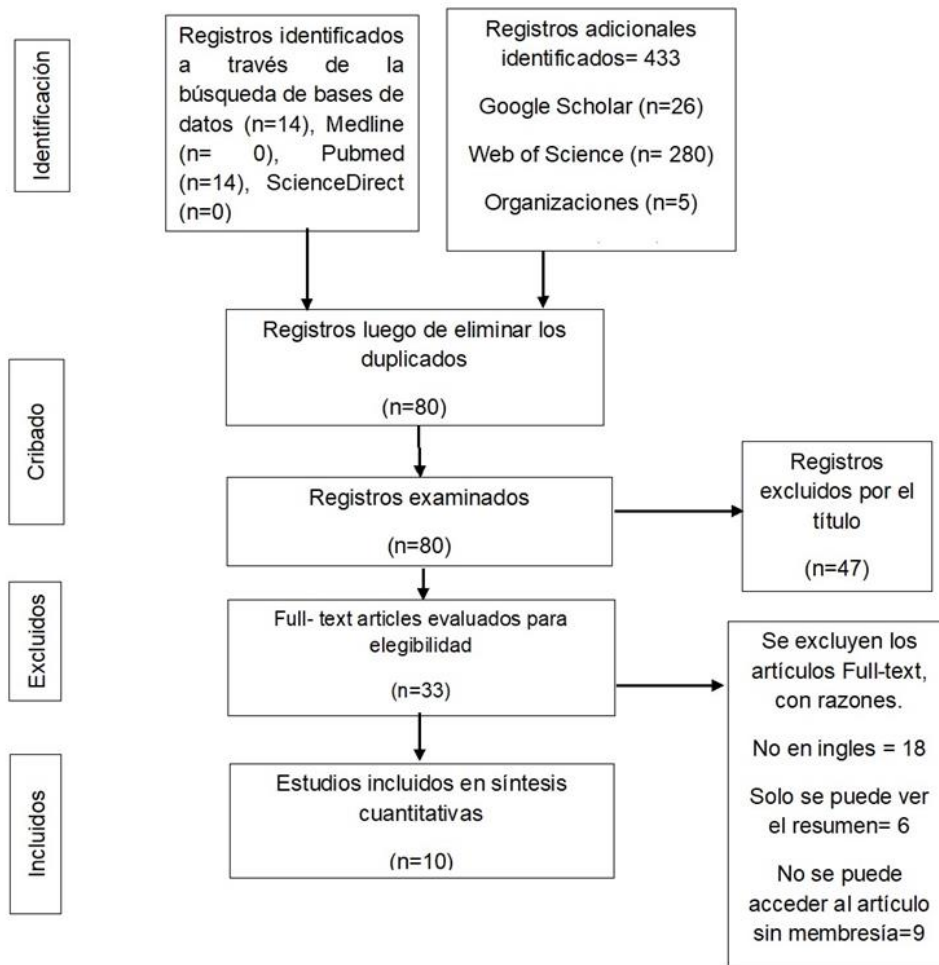 Identificación
Registros identificados
a través de la
búsqueda de bases de
datos (n=14), Medline
(n= 0), Pubmed
(n=14), ScienceDirect
(n=0)
Registros adicionales
identificados= 433
Google Scholar (n=26)
Web of Science (n= 280)
Organizaciones (n=5)
Cribado
Registros luego de eliminar los
duplicados
(n=80)
Registros examinados
(n=80)
Registros
excluidos por el
título
(n=47)
Excluidos
Full- text articles evaluados para
elegibilidad
(n=33)
Se excluyen los
artículos Full-text,
con razones.
No en ingles = 18
Solo se puede ver
el resumen= 6
No se puede
acceder al artículo
sin membresía=9
Incluidos
Estudios incluidos en síntesis
cuantitativas
(n=10)